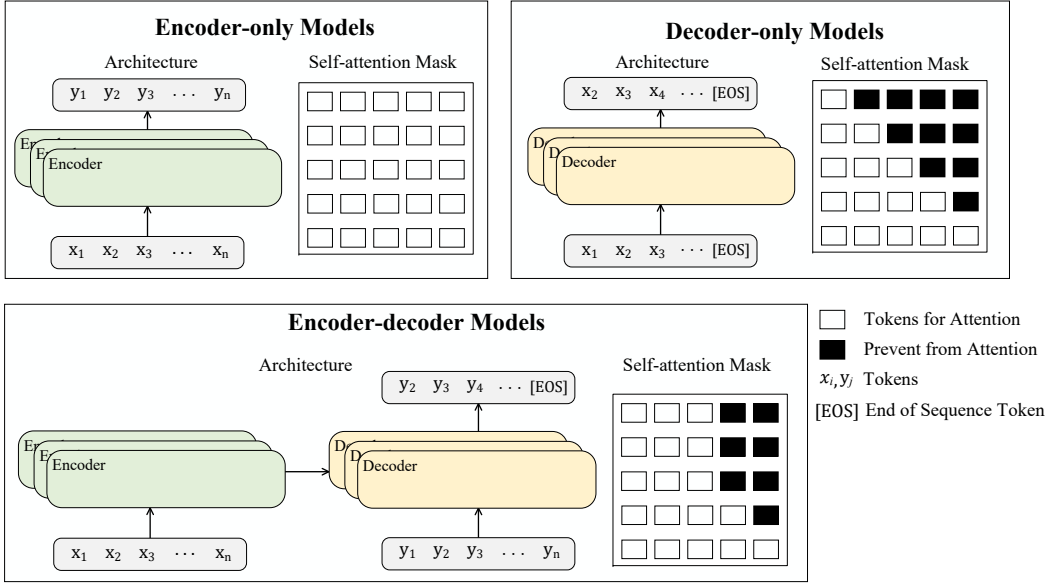 Encoder-only Models
Architecture
Self-attention Mask
y₁ y₂ y₃ ... yₙ
Encoder
x₁ x₂ x₃ ... xₙ
Decoder-only Models
Architecture
Self-attention Mask
x₂ x₃ x₄ ... [EOS]
Decoder
x₁ x₂ x₃ ... [EOS]
Encoder-decoder Models
Architecture
Self-attention Mask
y₂ y₃ y₄ ... [EOS]
Encoder
Decoder
x₁ x₂ x₃ ... xₙ
y₁ y₂ y₃ ... yₙ
Tokens for Attention
Prevent from Attention
xᵢ, yⱼ Tokens
[EOS] End of Sequence Token